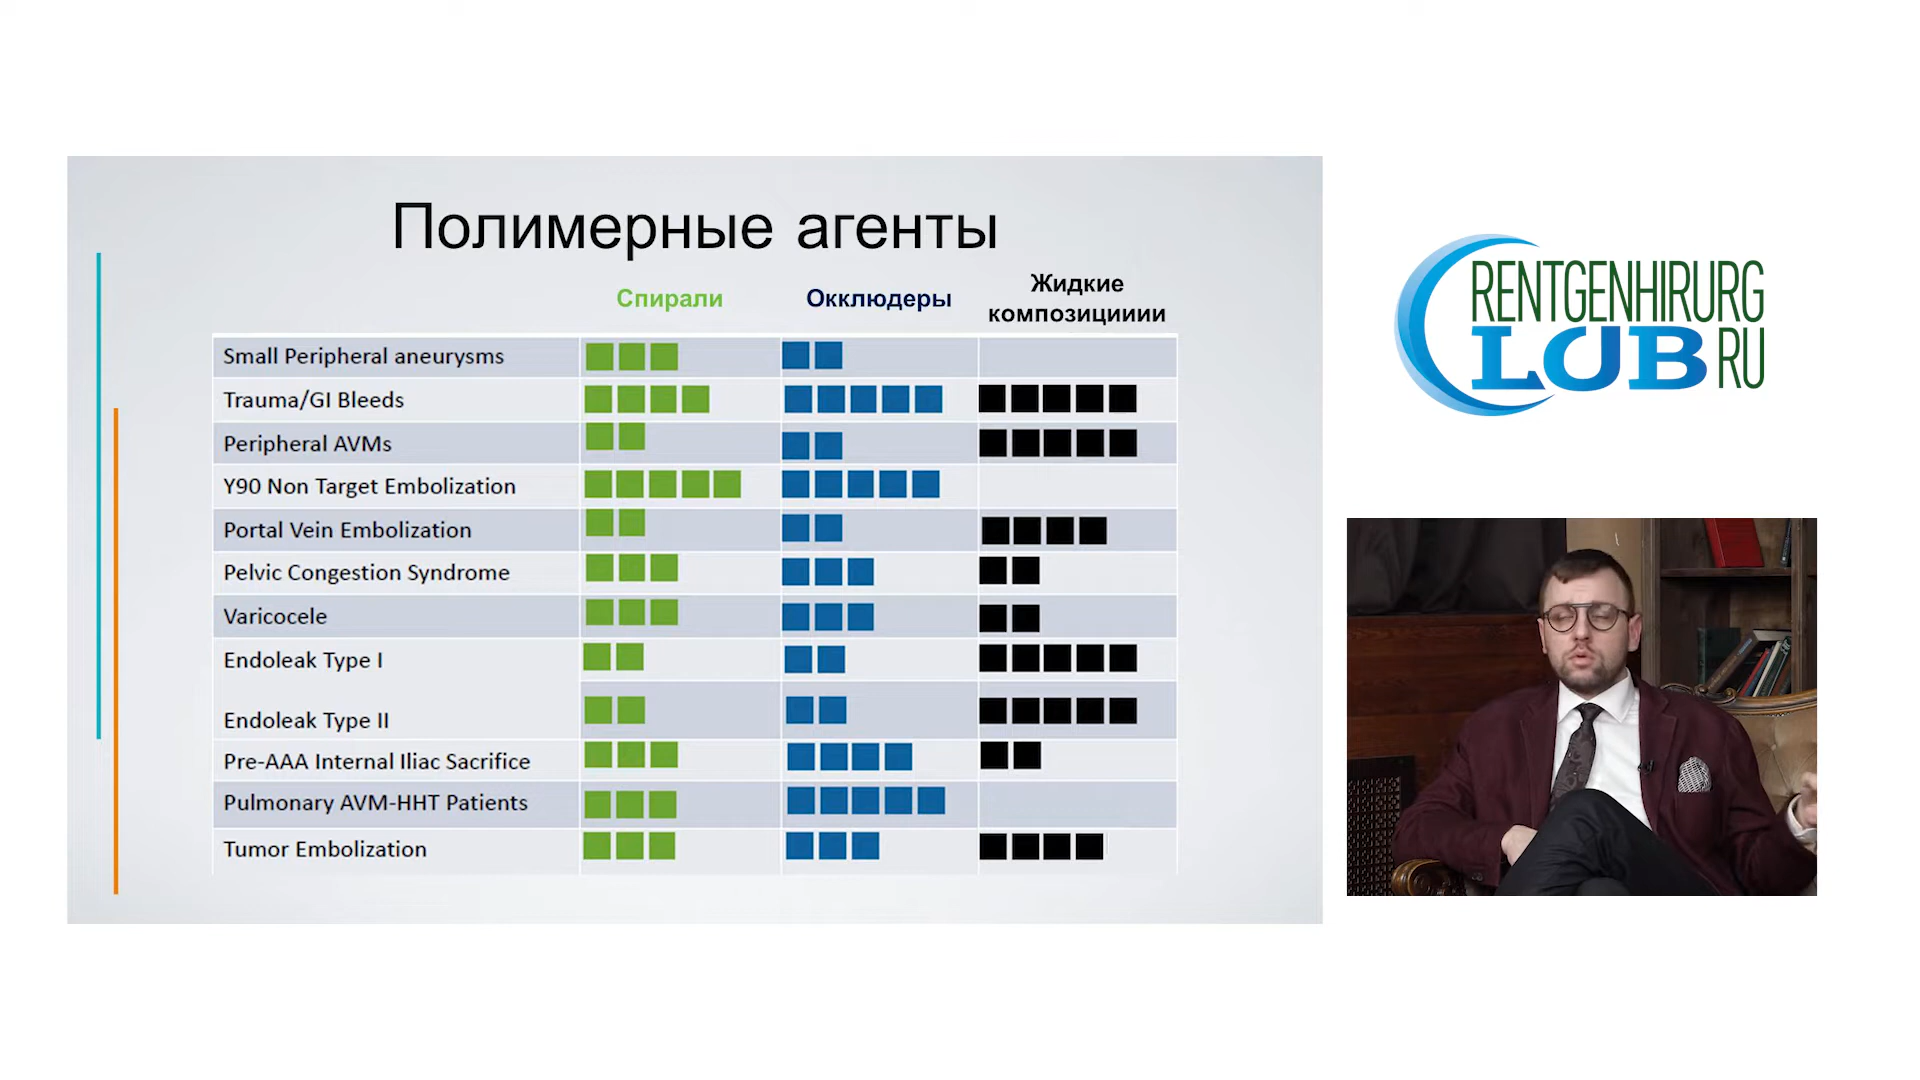 Полимерные агенты
Спирали
Окклюдеры
Жидкие
композицииии
Small Peripheral aneurysms
Trauma/GI Bleeds
Peripheral AVMs
Y90 Non Target Embolization
Portal Vein Embolization
Pelvic Congestion Syndrome
Varicocele
Endoleak Type I
Endoleak Type II
Pre-AAA Internal Iliac Sacrifice
Pulmonary AVM-HHT Patients
Tumor Embolization
RENTGENHIRURG
LUB RU